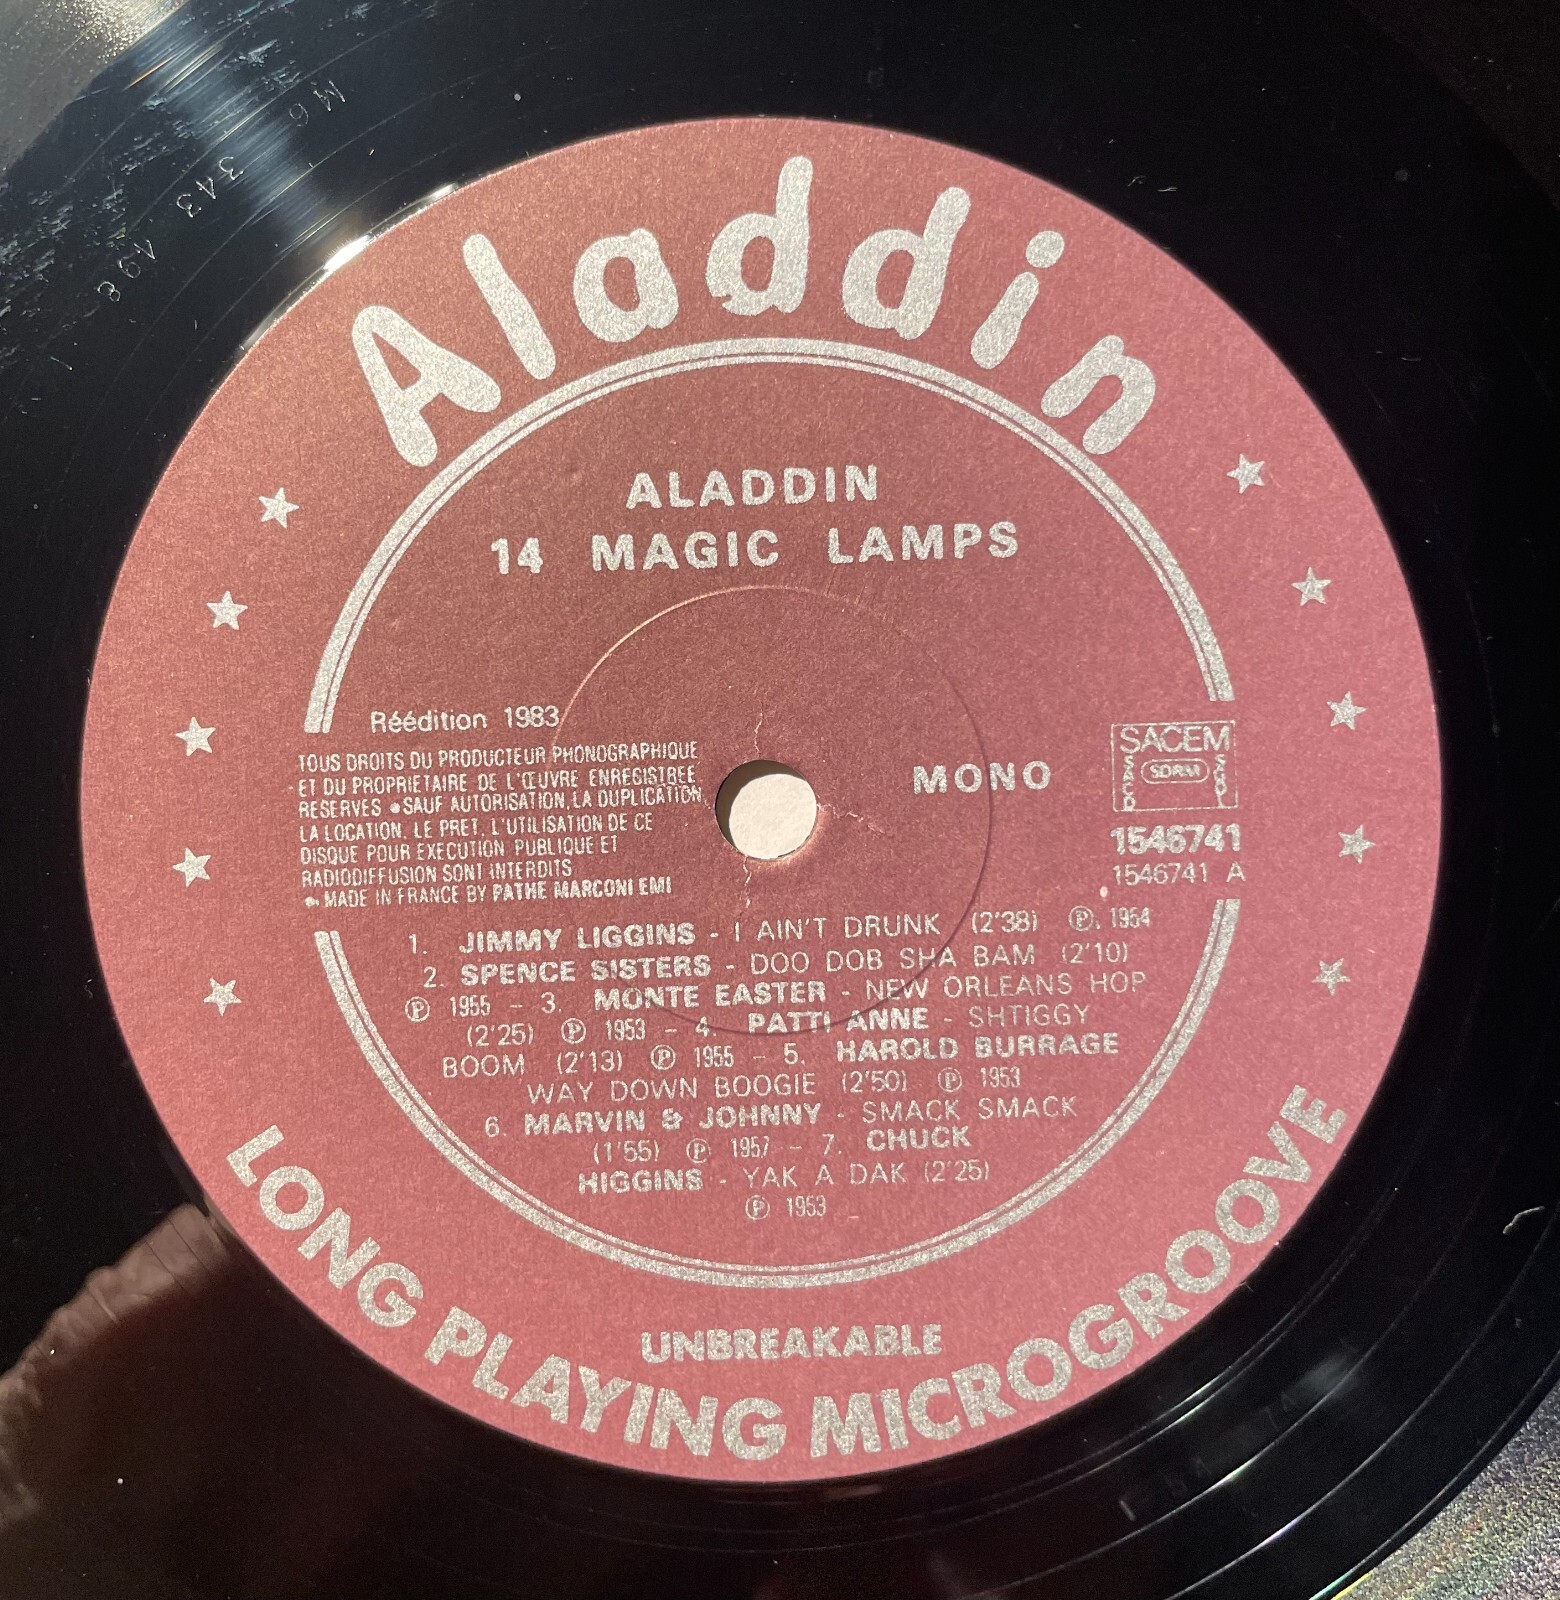 Aladdin
ALADDIN
14 MAGIC LAMPS
Réédition 1983
TOUS DROITS DU PRODUCTEUR PHONOGRAPHIQUE
ET DU PROPRIETAIRE DE L'ŒUVRE ENREGISTREE
RESERVES • SAUF AUTORISATION, LA DUPLICATION,
LA LOCATION, LE PRET, L'UTILISATION DE CE
DISQUE POUR EXECUTION PUBLIQUE ET
RADIODIFFUSION SONT INTERDITS
• MADE IN FRANCE BY PATHE MARCONI EMI
MONO
SACEM
SACD SDRM SGDL
1546741
1546741 A
1. JIMMY LIGGINS - I AIN'T DRUNK (2'38) Ⓟ. 1954
2. SPENCE SISTERS - DOO DOB SHA BAM (2'10)
Ⓟ 1955 - 3. MONTE EASTER - NEW ORLEANS HOP
(2'25) Ⓟ 1953 - 4. PATTI ANNE - SHTIGGY
BOOM (2'13) Ⓟ 1955 - 5. HAROLD BURRAGE
WAY DOWN BOOGIE (2'50) Ⓟ 1953
6. MARVIN & JOHNNY - SMACK SMACK
(1'55) Ⓟ 1957 - 7. CHUCK
HIGGINS - YAK A DAK (2'25)
Ⓟ 1953
UNBREAKABLE
LONG PLAYING MICROGROOVE
M6 343 198